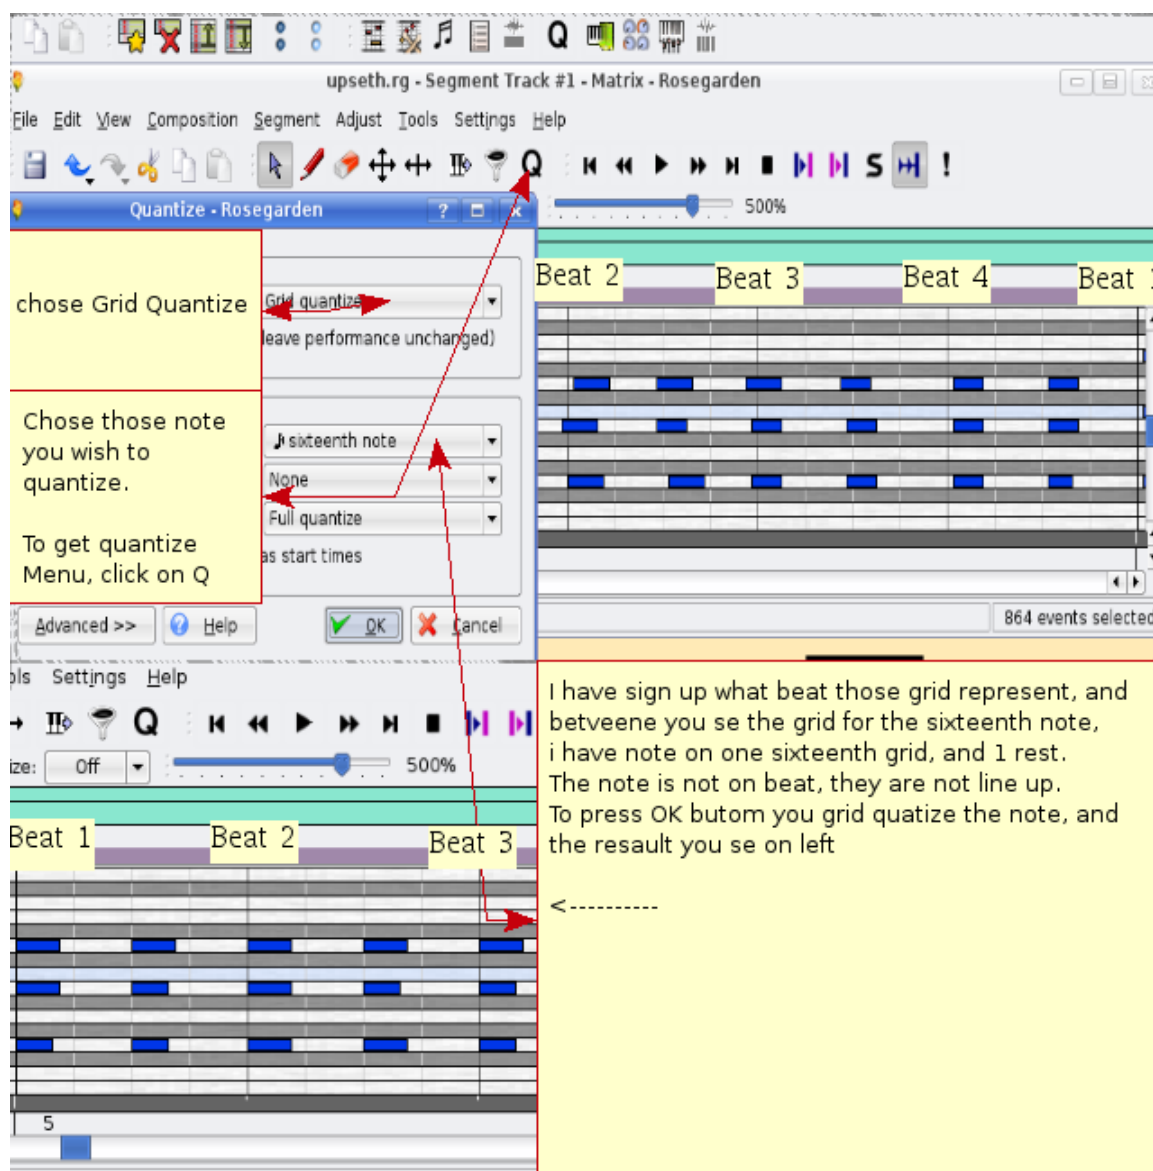 Q
upseth.rg - Segment Track #1 - Matrix - Rosegarden
File Edit View Composition Segment Adjust Tools Settings Help
Q S !
Quantize - Rosegarden ?
500%
Beat 2 Beat 3 Beat 4 Beat
chose Grid Quantize
Grid quantize
leave performance unchanged)
Chose those note
you wish to
quantize.
To get quantize
Menu, click on Q
sixteenth note
None
Full quantize
as start times
Advanced >> Help OK Cancel
864 events selected
ols Settings Help
Q
ize: Off 500%
Beat 1 Beat 2 Beat 3
5
I have sign up what beat those grid represent, and
betveene you se the grid for the sixteenth note,
i have note on one sixteenth grid, and 1 rest.
The note is not on beat, they are not line up.
To press OK butom you grid quatize the note, and
the resault you se on left
<----------